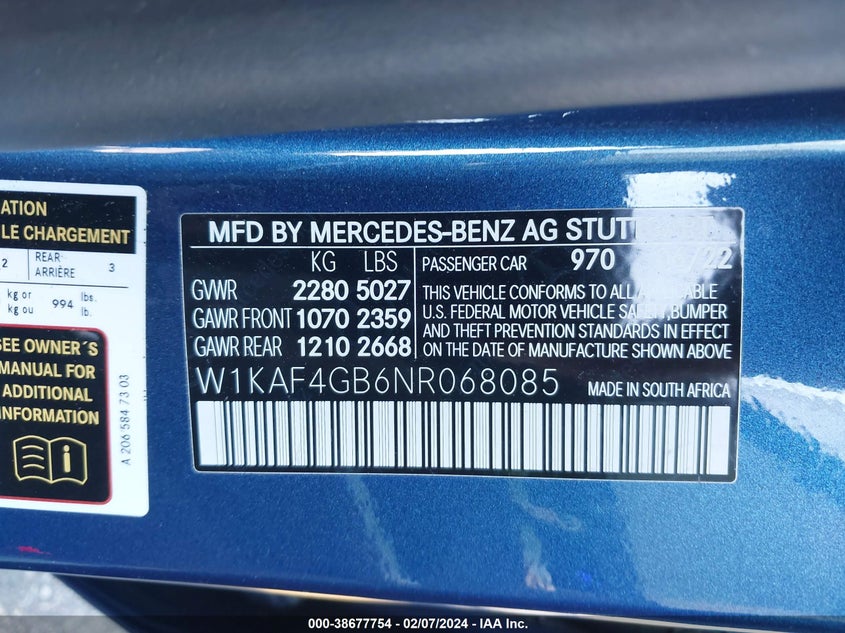 ATION
LE CHARGEMENT
2 REAR ARRIÈRE 3
kg or kg ou 994 lbs. lb.
SEE OWNER´S
MANUAL FOR
ADDITIONAL
INFORMATION
A 206 584 73 03
MFD BY MERCEDES-BENZ AG
KG LBS PASSENGER CAR 970 /22
GVWR 2280 5027
GAWR FRONT 1070 2359
GAWR REAR 1210 2668
THIS VEHICLE CONFORMS TO ALL
U.S. FEDERAL MOTOR VEHICLE SAFETY, BUMPER
AND THEFT PREVENTION STANDARDS IN EFFECT
ON THE DATE OF MANUFACTURE SHOWN ABOVE
W1KAF4GB6NR068085 MADE IN SOUTH AFRICA
000-38677754 - 02/07/2024 - IAA Inc.